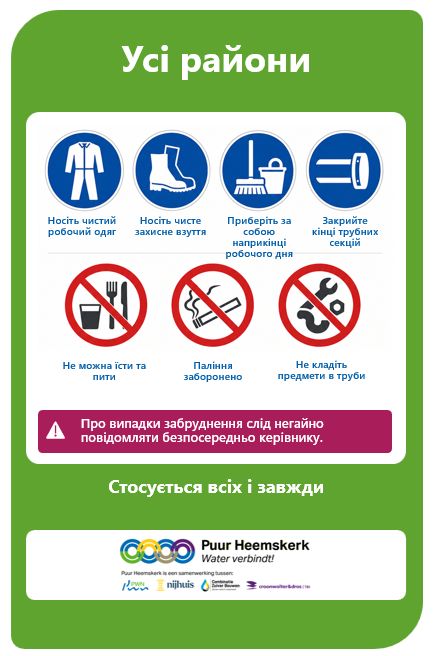 Усі райони
Носіть чистий
робочий одяг
Носіть чисте
захисне взуття
Приберіть за
собою
наприкінці
робочого дня
Закрийте
кінці трубних
секцій
Не можна їсти та
пити
Паління
заборонено
Не кладіть
предмети в труби
Про випадки забруднення слід негайно
повідомляти безпосередньо керівнику.
Стосується всіх і завжди
Puur Heemskerk
Water verbindt!
Puur Heemskerk is een samenwerking tussen:
PWN
nijhuis
Combinatie
Zuiver Bouwen
croonwolter&dros | TBI